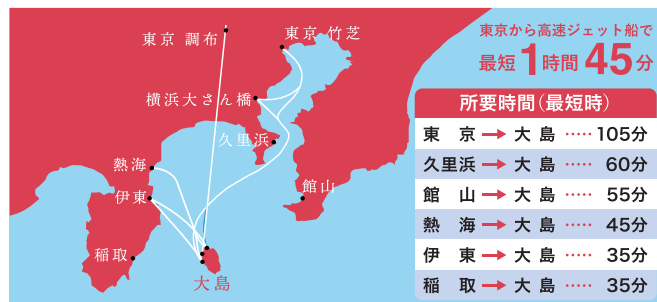 東京 調布
東京 竹芝
横浜大さん橋
久里浜
熱海
伊東
館山
稲取
大島
東京から高速ジェット船で
最短1時間45分
所要時間(最短時)
東 京 → 大 島 ····· 105分
久里浜 → 大 島 ····· 60分
館 山 → 大 島 ····· 55分
熱 海 → 大 島 ····· 45分
伊 東 → 大 島 ····· 35分
稲 取 → 大 島 ····· 35分